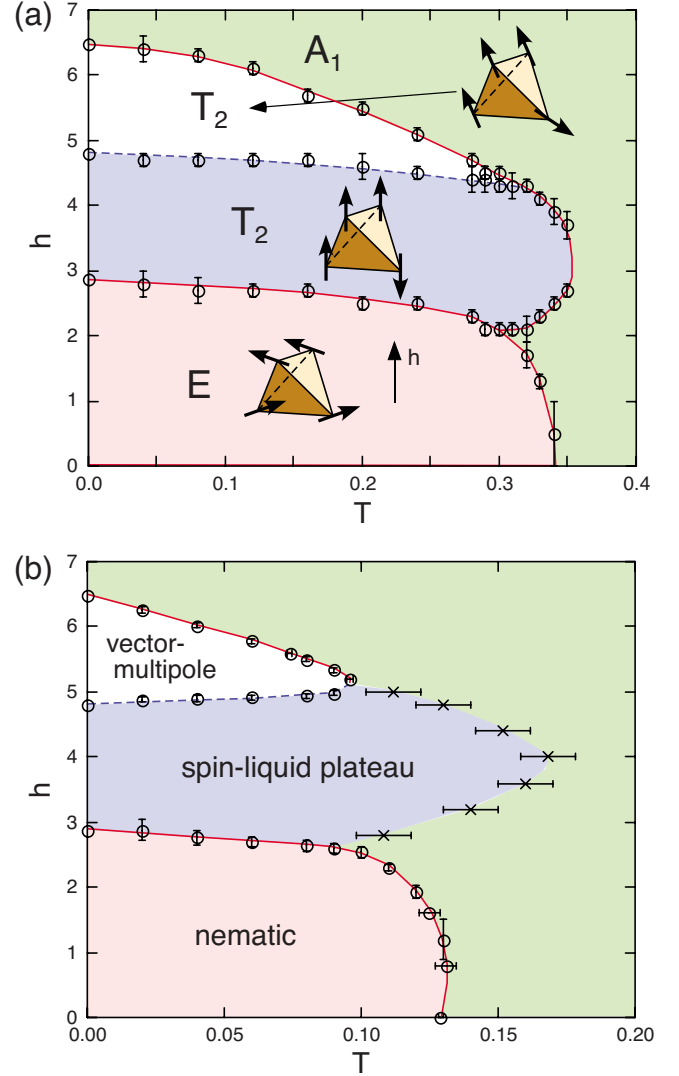 (a)
7
6
5
4
3
2
1
0
h
A1
T2
T2
E
h
0.0 0.1 0.2 0.3 0.4
T
(b)
7
6
5
4
3
2
1
0
h
vector-
multipole
spin-liquid plateau
nematic
0.00 0.05 0.10 0.15 0.20
T